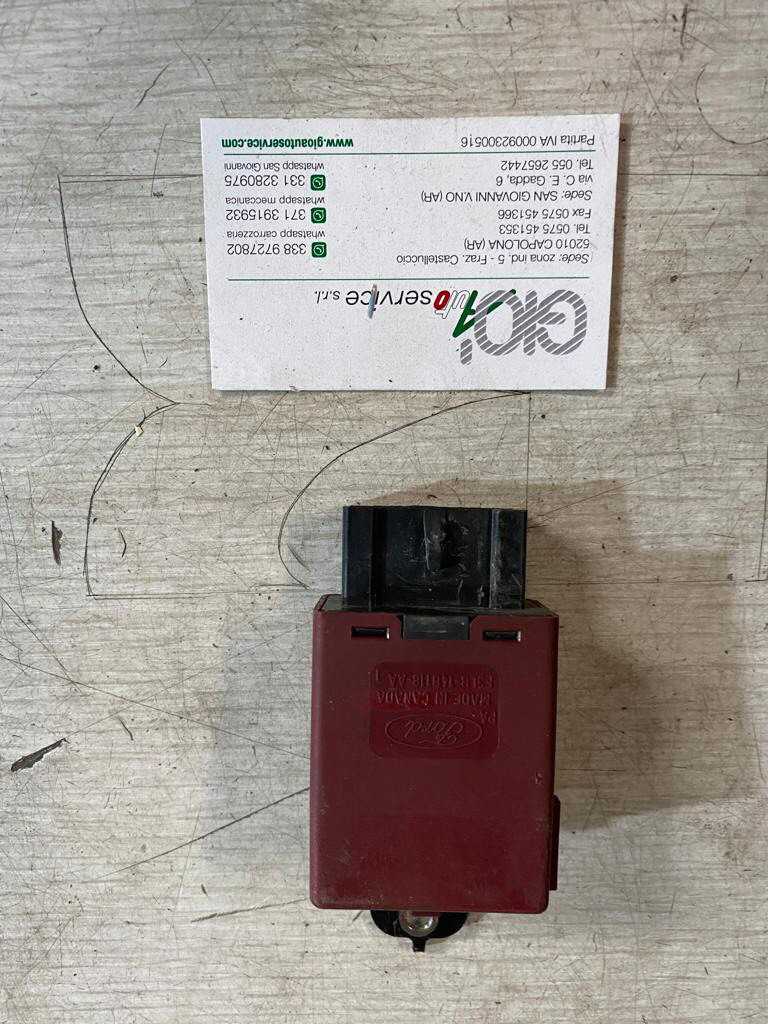 GIOi Autoservice s.r.l.
Sede: zona ind. 5 - Fraz. Castelluccio
52010 CAPOLONA (AR)
Tel. 0575 451353
Fax 0575 451366
Sede: SAN GIOVANNI V.NO (AR)
via C. E. Gadda, 6
Tel. 055 2657442
338 9727802
whatsapp carrozzeria
371 3915932
whatsapp meccanica
331 3280975
whatsapp San Giovanni
Partita IVA 00092300516
www.gioautoservice.com
Ford
MADE IN CANADA